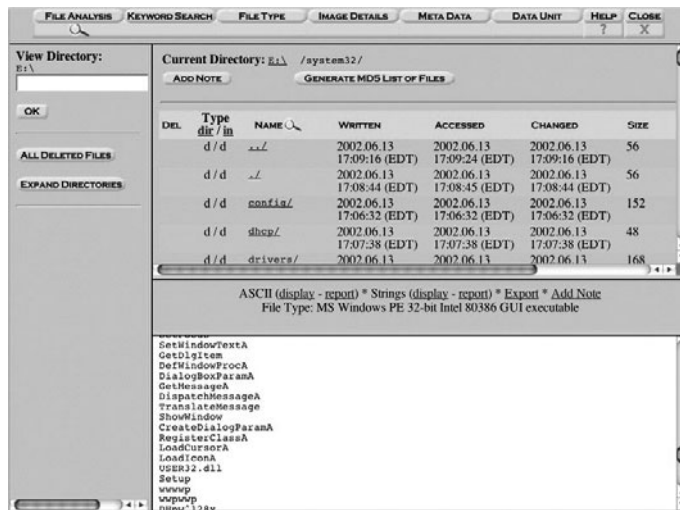 FILE ANALYSIS KEYWORD SEARCH FILE TYPE IMAGE DETAILS META DATA DATA UNIT HELP CLOSE
? X
View Directory:
E:\
OK
ALL DELETED FILES
EXPAND DIRECTORIES
Current Directory: E:\ /system32/
ADD NOTE GENERATE MD5 LIST OF FILES
DEL Type dir / in NAME WRITTEN ACCESSED CHANGED SIZE
d / d ../ 2002.06.13 17:09:16 (EDT) 2002.06.13 17:09:24 (EDT) 2002.06.13 17:09:16 (EDT) 56
d / d ./ 2002.06.13 17:08:44 (EDT) 2002.06.13 17:08:45 (EDT) 2002.06.13 17:08:44 (EDT) 56
d / d config/ 2002.06.13 17:06:32 (EDT) 2002.06.13 17:06:32 (EDT) 2002.06.13 17:06:32 (EDT) 152
d / d dhcp/ 2002.06.13 17:07:38 (EDT) 2002.06.13 17:07:38 (EDT) 2002.06.13 17:07:38 (EDT) 48
d / d drivers/ 2002.06.13 2002.06.13 2002.06.13 168
ASCII (display - report) * Strings (display - report) * Export * Add Note
File Type: MS Windows PE 32-bit Intel 80386 GUI executable
SetWindowTextA
GetDlgItem
DefWindowProcA
DialogBoxParamA
GetMessageA
DispatchMessageA
TranslateMessage
ShowWindow
CreateDialogParamA
RegisterClassA
LoadCursorA
LoadIconA
USER32.dll
Setup
wwwwp
wwpwwp